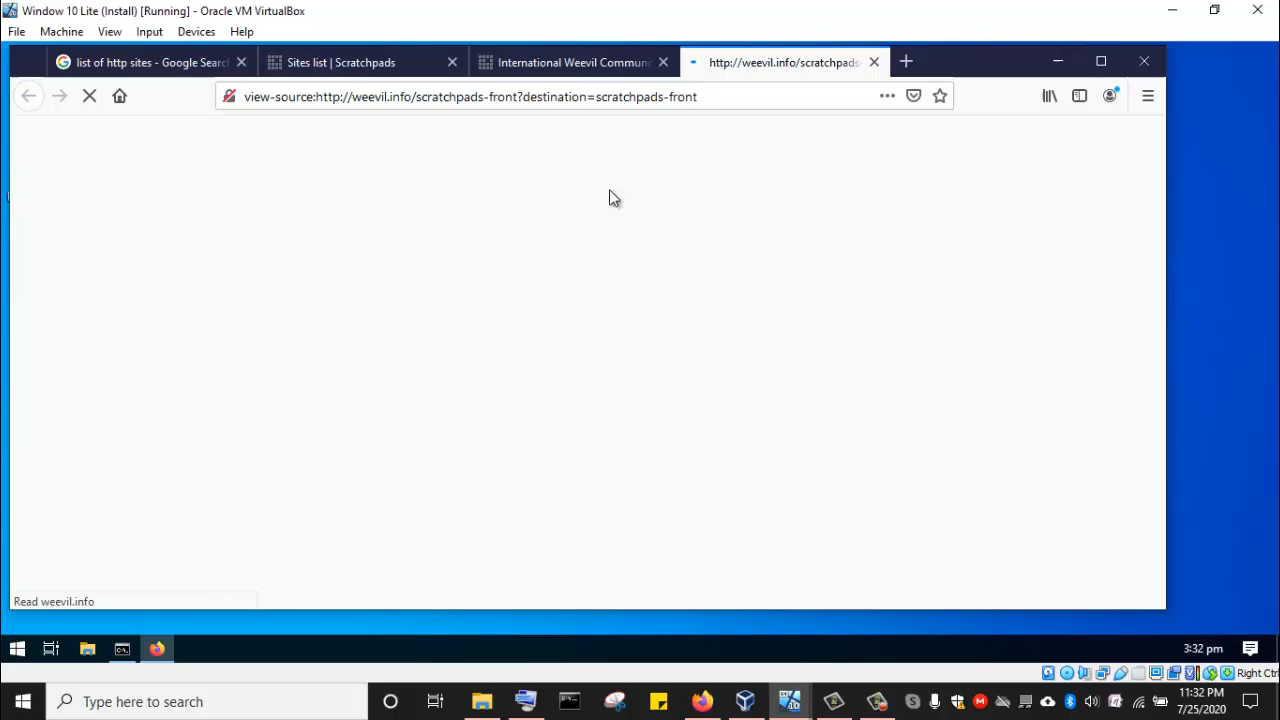 Window 10 Lite (Install) [Running] - Oracle VM VirtualBox
File Machine View Input Devices Help
list of http sites - Google Searc
Sites list | Scratchpads
International Weevil Communi
http://weevil.info/scratchpads-
view-source:http://weevil.info/scratchpads-front?destination=scratchpads-front
Read weevil.info
3:32 pm
Right Ctrl
Type here to search
11:32 PM
7/25/2020